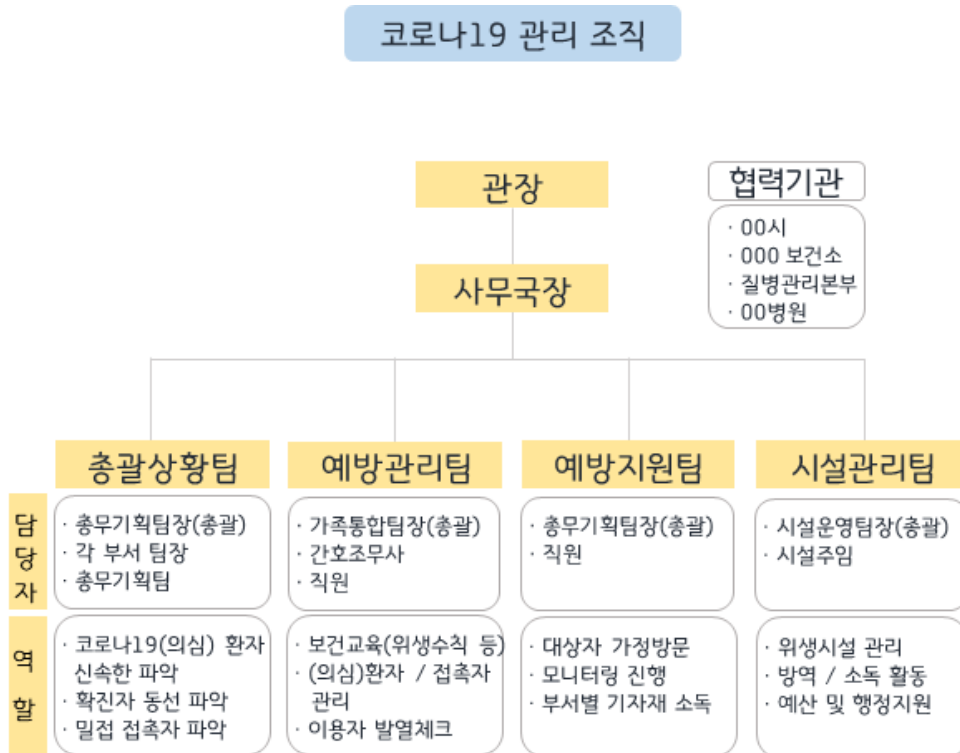 코로나19 관리 조직
관장
사무국장
협력기관
· 00시
· 000 보건소
· 질병관리본부
· 00병원
총괄상황팀
예방관리팀
예방지원팀
시설관리팀
담당자
· 총무기획팀장(총괄)
· 각 부서 팀장
· 총무기획팀
· 가족통합팀장(총괄)
· 간호조무사
· 직원
· 총무기획팀장(총괄)
· 직원
· 시설운영팀장(총괄)
· 시설주임
역할
· 코로나19(의심) 환자
신속한 파악
· 확진자 동선 파악
· 밀접 접촉자 파악
· 보건교육(위생수칙 등)
· (의심)환자 / 접촉자
관리
· 이용자 발열체크
· 대상자 가정방문
· 모니터링 진행
· 부서별 기자재 소독
· 위생시설 관리
· 방역 / 소독 활동
· 예산 및 행정지원